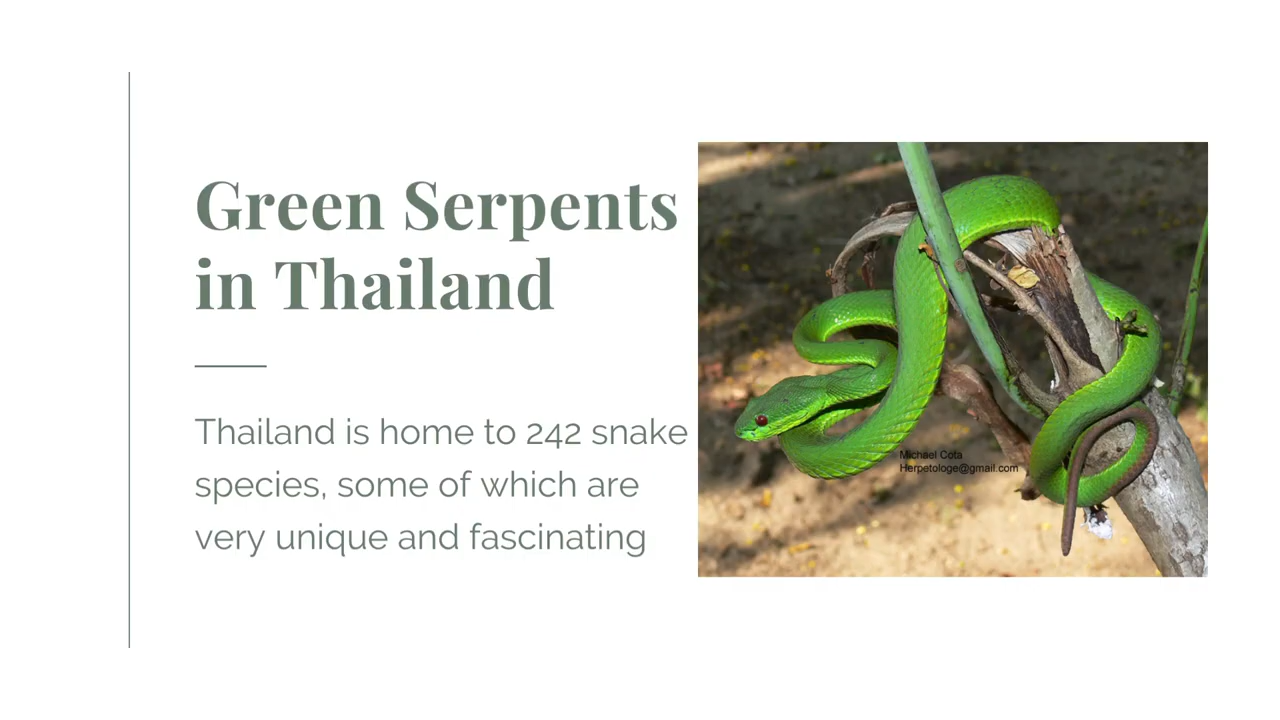 Green Serpents
in Thailand
Thailand is home to 242 snake
species, some of which are
very unique and fascinating
Michael Cota
Herpetologe@gmail.com